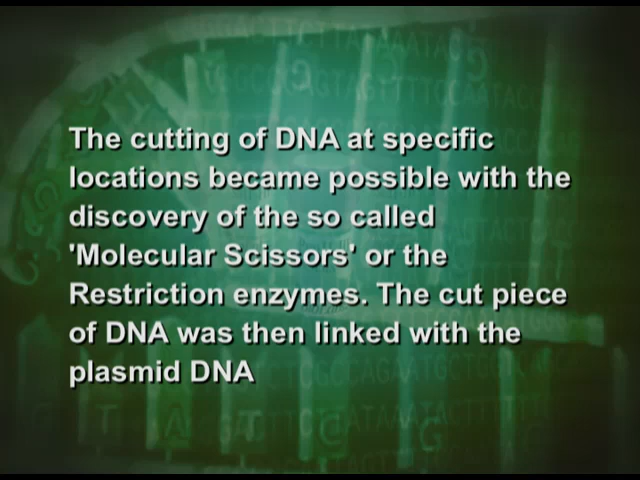 The cutting of DNA at specific
locations became possible with the
discovery of the so called
'Molecular Scissors' or the
Restriction enzymes. The cut piece
of DNA was then linked with the
plasmid DNA